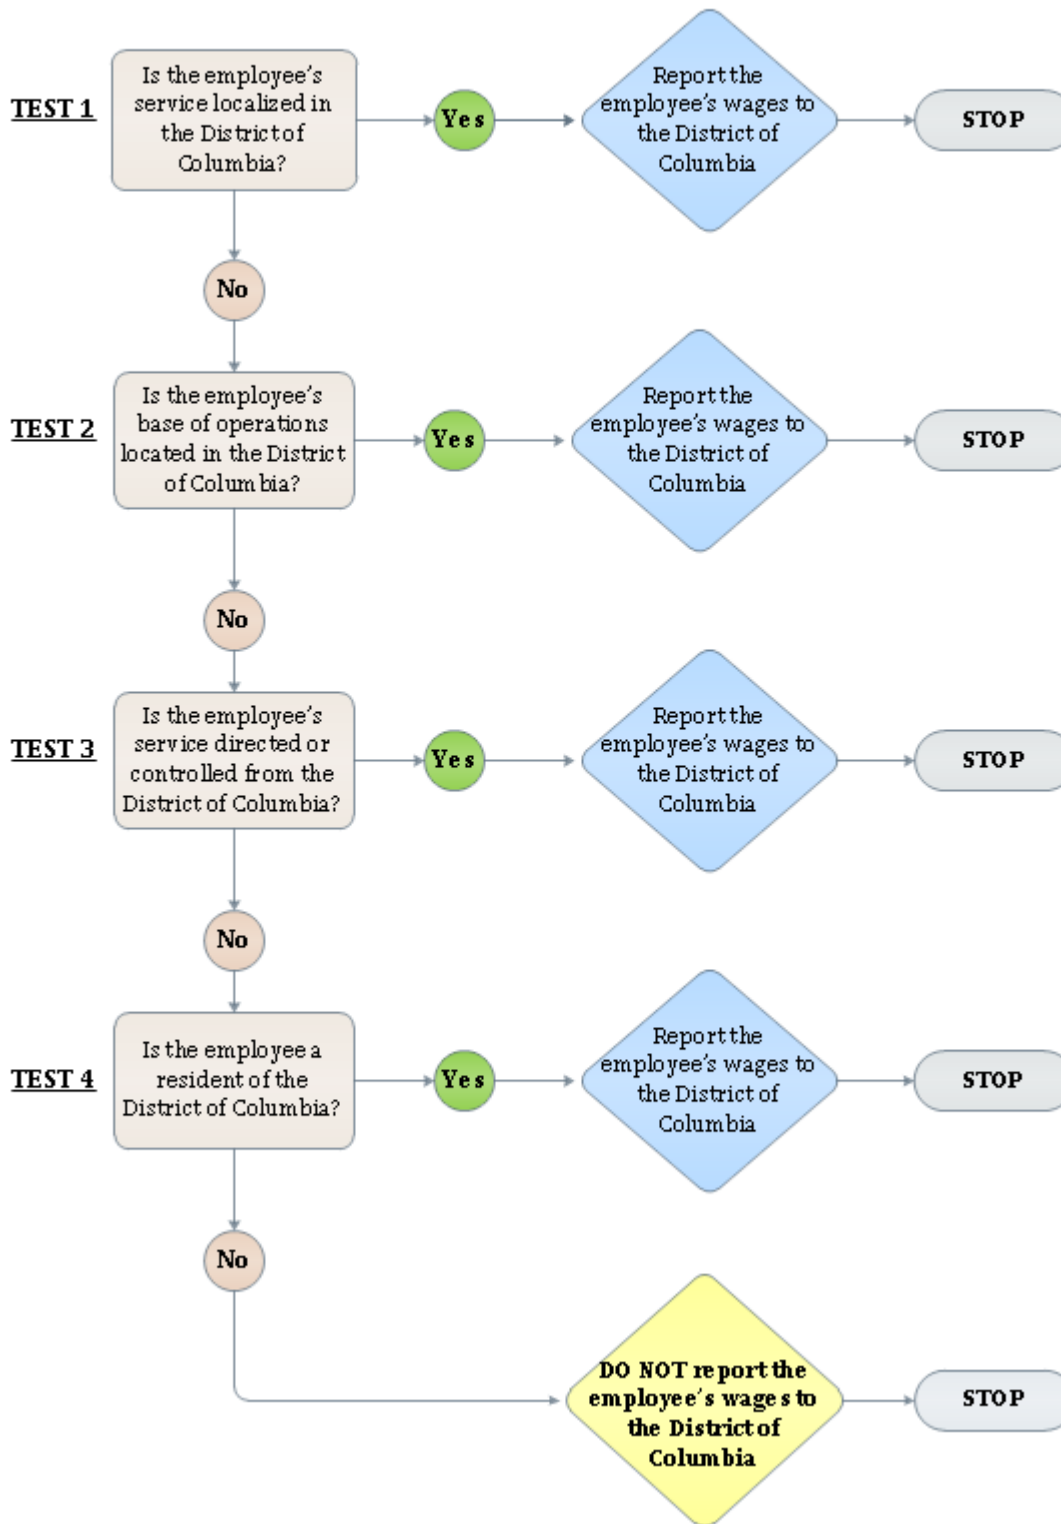 TEST 1
Is the employee's
service localized in
the District of
Columbia?
Yes
Report the
employee's wages to
the District of
Columbia
STOP
No
TEST 2
Is the employee's
base of operations
located in the District
of Columbia?
Yes
Report the
employee's wages to
the District of
Columbia
STOP
No
TEST 3
Is the employee's
service directed or
controlled from the
District of Columbia?
Yes
Report the
employee's wages to
the District of
Columbia
STOP
No
TEST 4
Is the employee a
resident of the
District of Columbia?
Yes
Report the
employee's wages to
the District of
Columbia
STOP
No
DO NOT report the
employee's wages to
the District of
Columbia
STOP